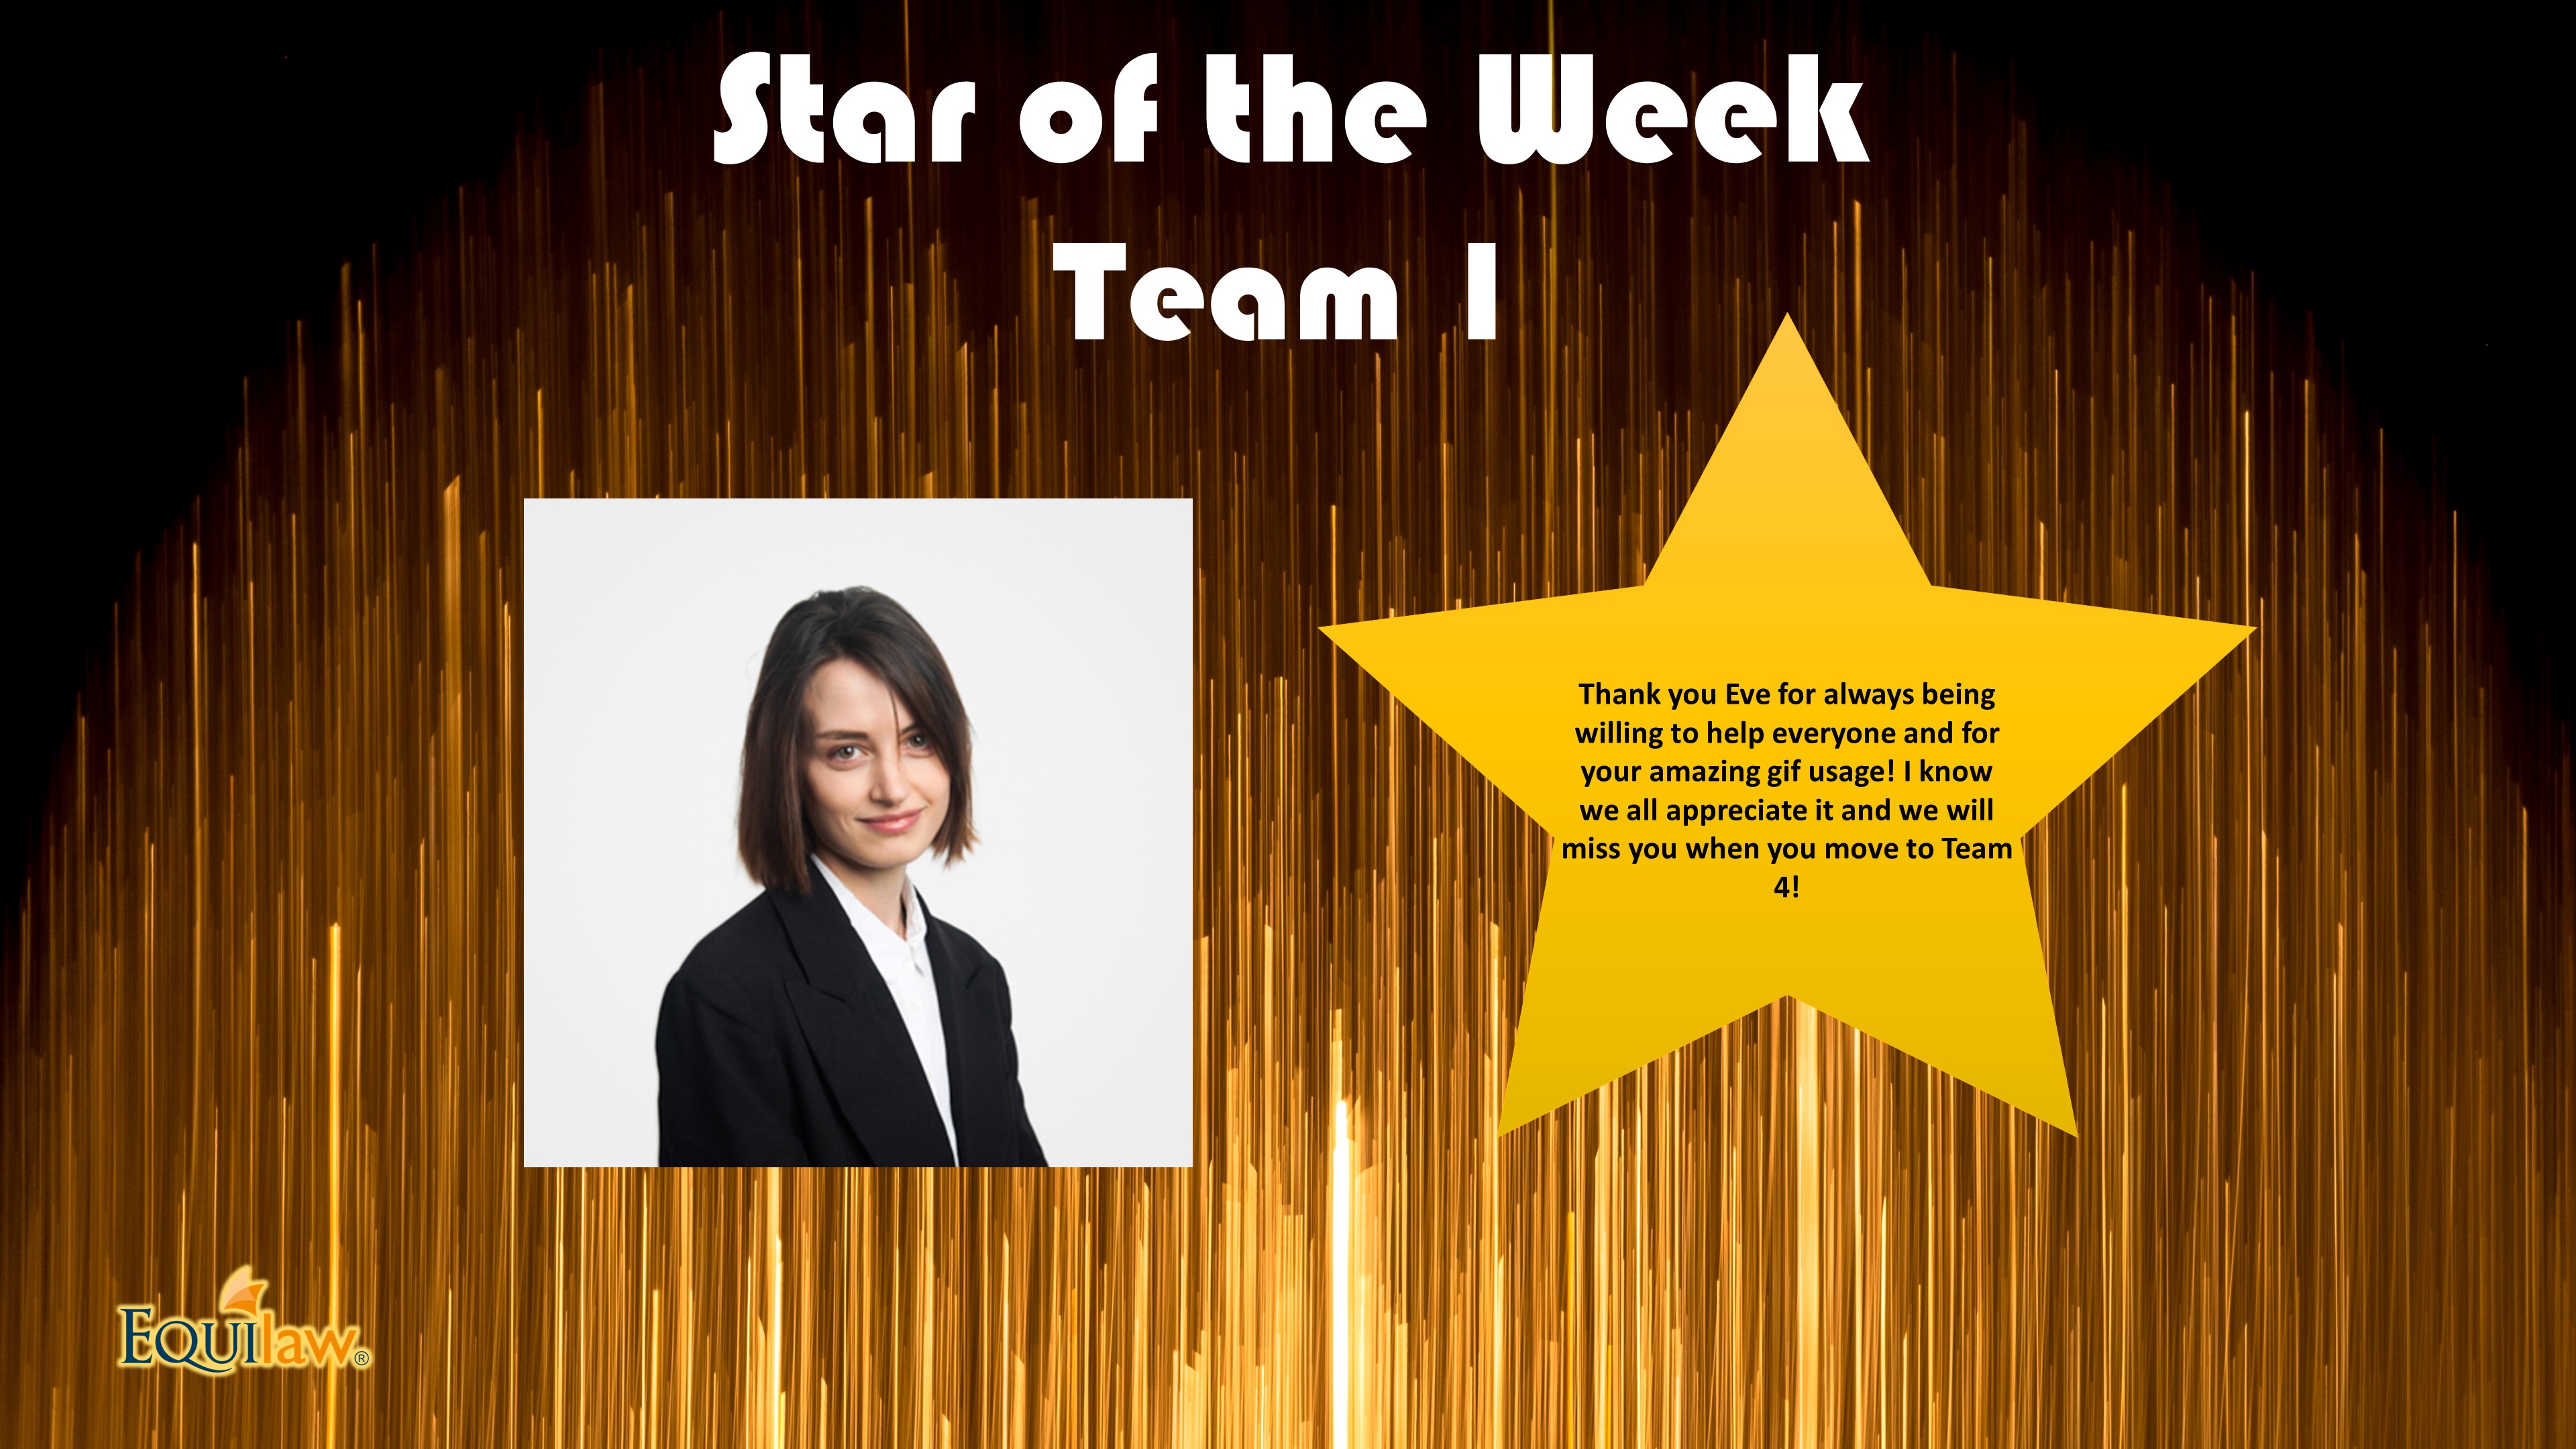 Star of the Week
Team 1
Thank you Eve for always being
willing to help everyone and for
your amazing gif usage! I know
we all appreciate it and we will
miss you when you move to Team
4!
EQUilaw®